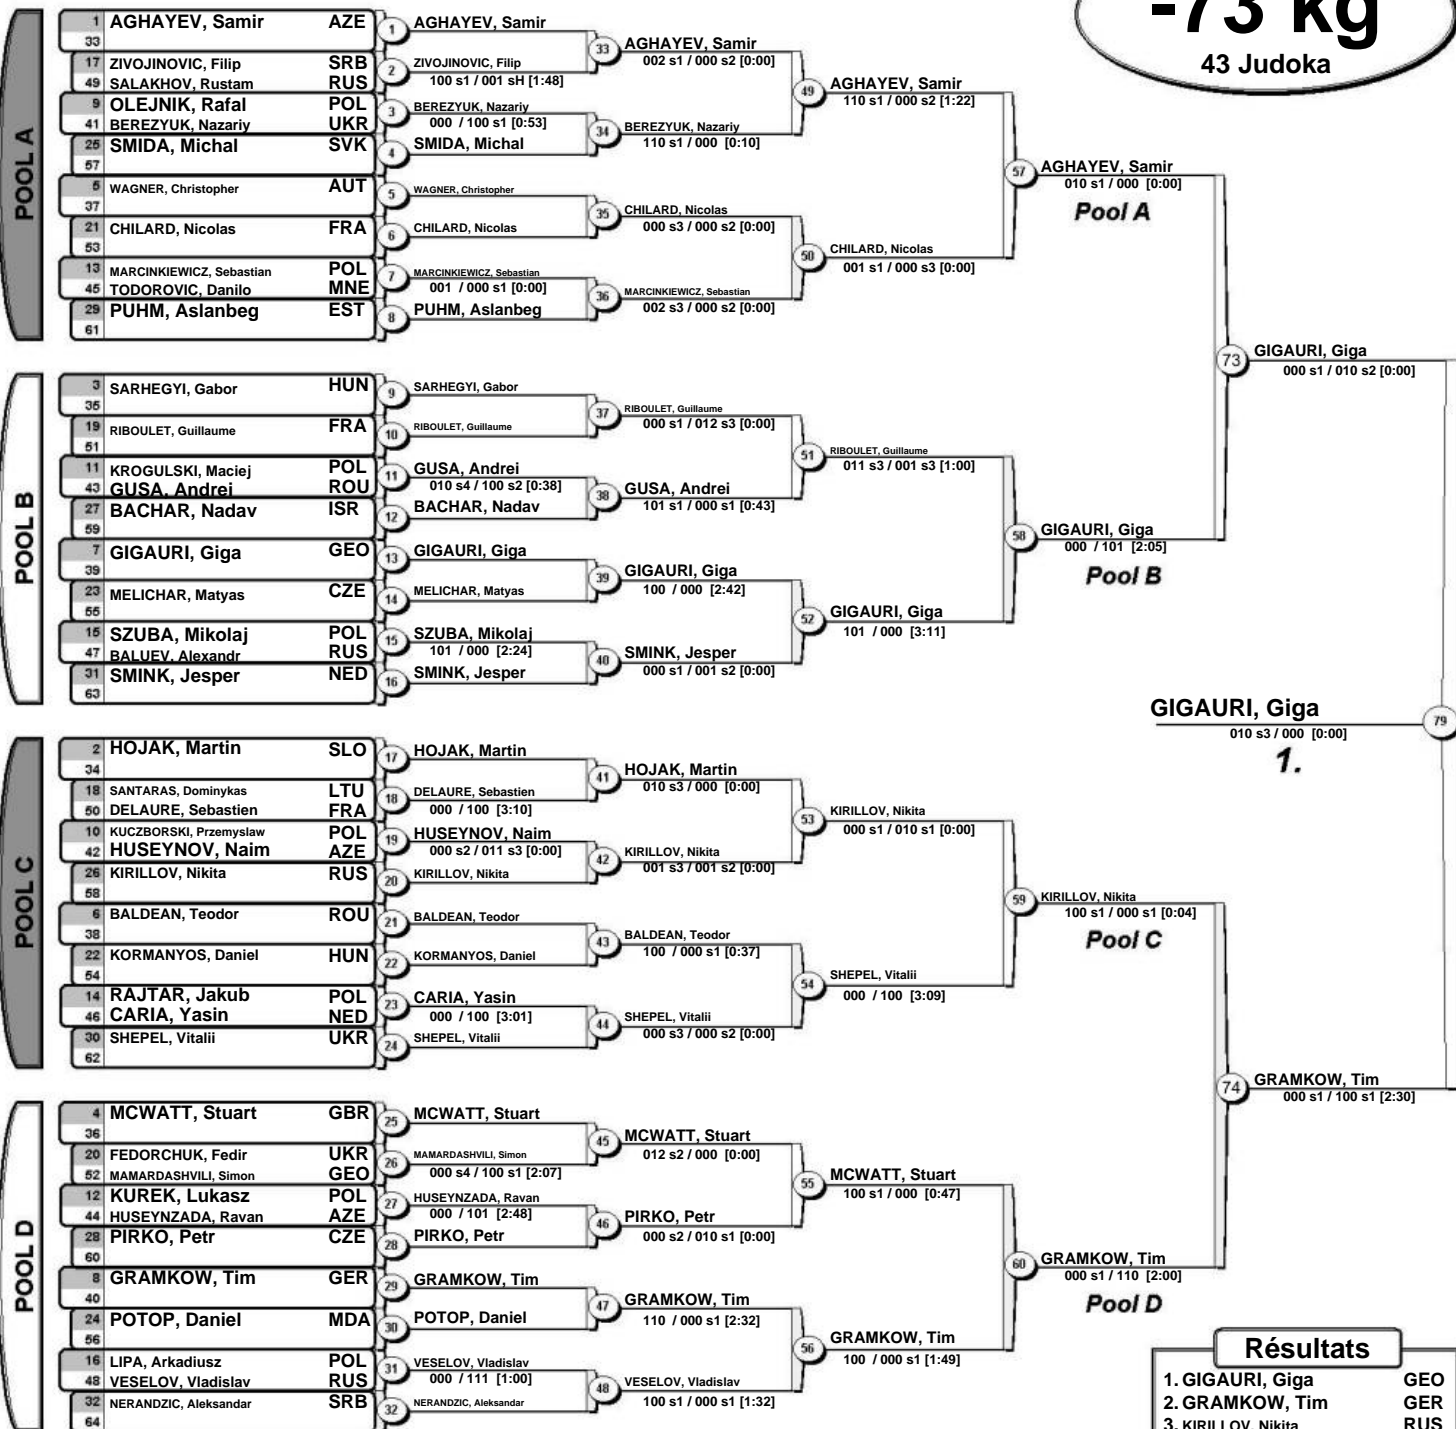 -73 kg
43 Judoka
POOL A
1 AGHAYEV, Samir AZE
33
17 ZIVOJINOVIC, Filip SRB
49 SALAKHOV, Rustam RUS
9 OLEJNIK, Rafal POL
41 BEREZYUK, Nazariy UKR
25 SMIDA, Michal SVK
57
5 WAGNER, Christopher AUT
37
21 CHILARD, Nicolas FRA
53
13 MARCINKIEWICZ, Sebastian POL
45 TODOROVIC, Danilo MNE
29 PUHM, Aslanbeg EST
61
1 AGHAYEV, Samir
2 ZIVOJINOVIC, Filip
100 s1 / 001 sH [1:48]
3 BEREZYUK, Nazariy
000 / 100 s1 [0:53]
4 SMIDA, Michal
5 WAGNER, Christopher
6 CHILARD, Nicolas
7 MARCINKIEWICZ, Sebastian
001 / 000 s1 [0:00]
8 PUHM, Aslanbeg
33 AGHAYEV, Samir
002 s1 / 000 s2 [0:00]
34 BEREZYUK, Nazariy
110 s1 / 000 [0:10]
35 CHILARD, Nicolas
000 s3 / 000 s2 [0:00]
36 MARCINKIEWICZ, Sebastian
002 s3 / 000 s2 [0:00]
49 AGHAYEV, Samir
110 s1 / 000 s2 [1:22]
50 CHILARD, Nicolas
001 s1 / 000 s3 [0:00]
57 AGHAYEV, Samir
010 s1 / 000 [0:00]
Pool A
POOL B
3 SARHEGYI, Gabor HUN
35
19 RIBOULET, Guillaume FRA
51
11 KROGULSKI, Maciej POL
43 GUSA, Andrei ROU
27 BACHAR, Nadav ISR
59
7 GIGAURI, Giga GEO
39
23 MELICHAR, Matyas CZE
55
15 SZUBA, Mikolaj POL
47 BALUEV, Alexandr RUS
31 SMINK, Jesper NED
63
9 SARHEGYI, Gabor
10 RIBOULET, Guillaume
11 GUSA, Andrei
010 s4 / 100 s2 [0:38]
12 BACHAR, Nadav
13 GIGAURI, Giga
14 MELICHAR, Matyas
15 SZUBA, Mikolaj
101 / 000 [2:24]
16 SMINK, Jesper
37 RIBOULET, Guillaume
000 s1 / 012 s3 [0:00]
38 GUSA, Andrei
101 s1 / 000 s1 [0:43]
39 GIGAURI, Giga
100 / 000 [2:42]
40 SMINK, Jesper
000 s1 / 001 s2 [0:00]
51 RIBOULET, Guillaume
011 s3 / 001 s3 [1:00]
52 GIGAURI, Giga
101 / 000 [3:11]
58 GIGAURI, Giga
000 / 101 [2:05]
Pool B
73 GIGAURI, Giga
000 s1 / 010 s2 [0:00]
GIGAURI, Giga 79
010 s3 / 000 [0:00]
1.
POOL C
2 HOJAK, Martin SLO
34
18 SANTARAS, Dominykas LTU
50 DELAURE, Sebastien FRA
10 KUCZBORSKI, Przemyslaw POL
42 HUSEYNOV, Naim AZE
26 KIRILLOV, Nikita RUS
58
6 BALDEAN, Teodor ROU
38
22 KORMANYOS, Daniel HUN
54
14 RAJTAR, Jakub POL
46 CARIA, Yasin NED
30 SHEPEL, Vitalii UKR
62
17 HOJAK, Martin
18 DELAURE, Sebastien
000 / 100 [3:10]
19 HUSEYNOV, Naim
000 s2 / 011 s3 [0:00]
20 KIRILLOV, Nikita
21 BALDEAN, Teodor
22 KORMANYOS, Daniel
23 CARIA, Yasin
000 / 100 [3:01]
24 SHEPEL, Vitalii
41 HOJAK, Martin
010 s3 / 000 [0:00]
42 KIRILLOV, Nikita
001 s3 / 001 s2 [0:00]
43 BALDEAN, Teodor
100 / 000 s1 [0:37]
44 SHEPEL, Vitalii
000 s3 / 000 s2 [0:00]
53 KIRILLOV, Nikita
000 s1 / 010 s1 [0:00]
54 SHEPEL, Vitalii
000 / 100 [3:09]
59 KIRILLOV, Nikita
100 s1 / 000 s1 [0:04]
Pool C
74 GRAMKOW, Tim
000 s1 / 100 s1 [2:30]
POOL D
4 MCWATT, Stuart GBR
36
20 FEDORCHUK, Fedir UKR
52 MAMARDASHVILI, Simon GEO
12 KUREK, Lukasz POL
44 HUSEYNZADA, Ravan AZE
28 PIRKO, Petr CZE
60
8 GRAMKOW, Tim GER
40
24 POTOP, Daniel MDA
56
16 LIPA, Arkadiusz POL
48 VESELOV, Vladislav RUS
32 NERANDZIC, Aleksandar SRB
64
25 MCWATT, Stuart
26 MAMARDASHVILI, Simon
000 s4 / 100 s1 [2:07]
27 HUSEYNZADA, Ravan
000 / 101 [2:48]
28 PIRKO, Petr
29 GRAMKOW, Tim
30 POTOP, Daniel
31 VESELOV, Vladislav
000 / 111 [1:00]
32 NERANDZIC, Aleksandar
45 MCWATT, Stuart
012 s2 / 000 [0:00]
46 PIRKO, Petr
000 s2 / 010 s1 [0:00]
47 GRAMKOW, Tim
110 / 000 s1 [2:32]
48 VESELOV, Vladislav
100 s1 / 000 s1 [1:32]
55 MCWATT, Stuart
100 s1 / 000 [0:47]
56 GRAMKOW, Tim
100 / 000 s1 [1:49]
60 GRAMKOW, Tim
000 s1 / 110 [2:00]
Pool D
Résultats
1. GIGAURI, Giga GEO
2. GRAMKOW, Tim GER
3. KIRILLOV, Nikita RUS